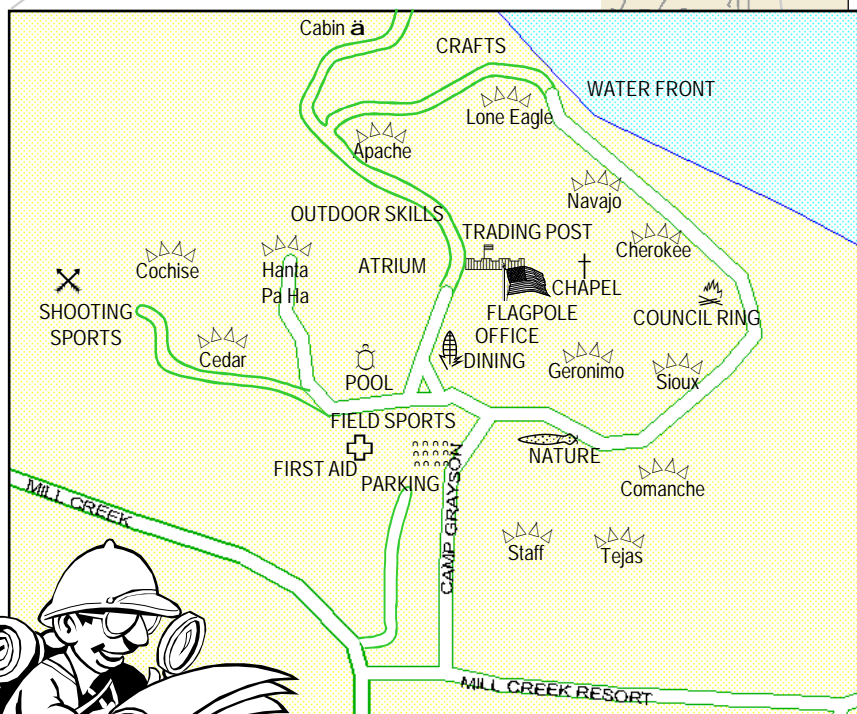 Cabin ä
CRAFTS
WATER FRONT
Lone Eagle
Apache
Navajo
OUTDOOR SKILLS
TRADING POST
Cherokee
Cochise
Hanta
Pa Ha
ATRIUM
CHAPEL
SHOOTING
SPORTS
FLAGPOLE
OFFICE
COUNCIL RING
Cedar
DINING
Geronimo
Sioux
POOL
FIELD SPORTS
FIRST AID
PARKING
NATURE
CAMP GRAYSON
Comanche
MILL CREEK
Staff
Tejas
MILL CREEK RESORT